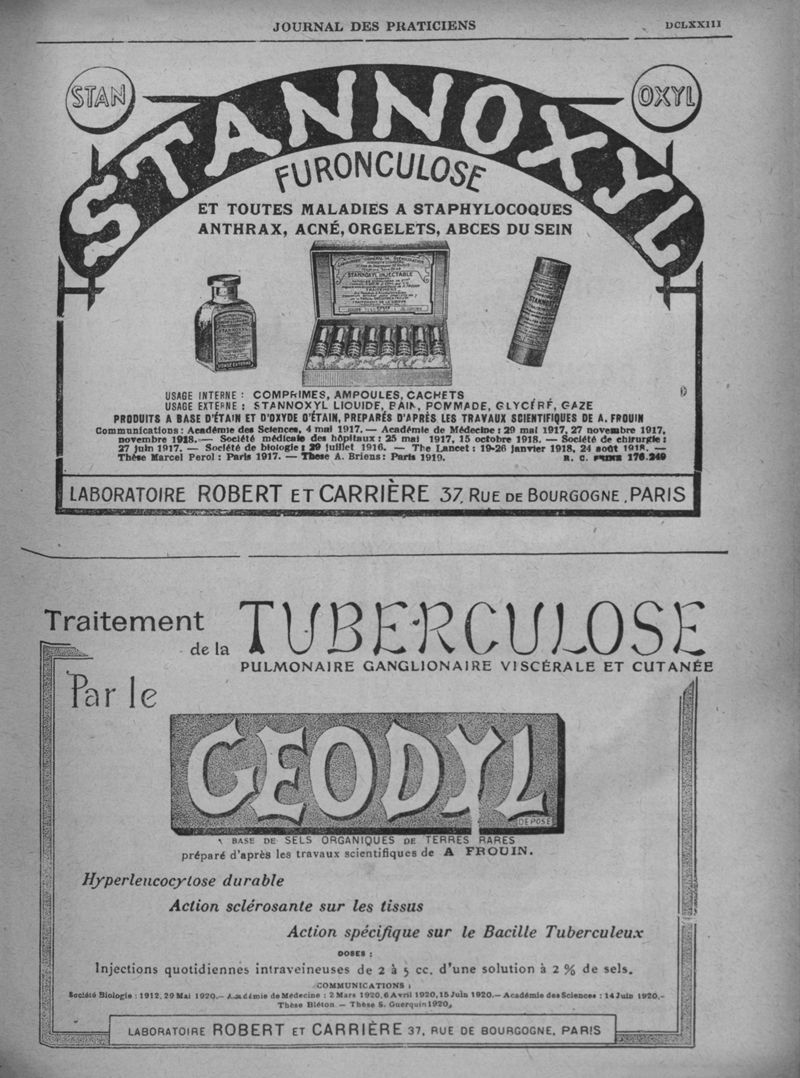 JOURNAL DES PRATICIENS
DCLXXIII
STAN
OXYL
STANNOXYL
FURONCULOSE
ET TOUTES MALADIES A STAPHYLOCOQUES
ANTHRAX, ACNÉ, ORGELETS, ABCES DU SEIN
STANNOXYL INJECTABLE
STANNOXYL
STANNOXYL
USAGE INTERNE : COMPRIMES, AMPOULES, CACHETS
USAGE EXTERNE : STANNOXYL LIQUIDE, BAIN, POMMADE, GLYCÉRÉ, GAZE
PRODUITS A BASE D'ÉTAIN ET D'OXYDE D'ÉTAIN, PREPARÉS D'APRÈS LES TRAVAUX SCIENTIFIQUES DE A. FROUIN
Communications : Académie des Sciences, 4 mai 1917. — Académie de Médecine : 29 mai 1917, 27 novembre 1917,
novembre 1918. — Société médicale des hôpitaux : 25 mai 1917, 15 octobre 1918. — Société de chirurgie :
27 juin 1917. — Société de biologie : 29 juillet 1916. — The Lancet : 19-26 janvier 1918, 24 août 1918. —
Thèse Marcel Perol : Paris 1917. — Thèse A. Briens : Paris 1919. R. C. 176.249
LABORATOIRE ROBERT ET CARRIÈRE 37, RUE DE BOURGOGNE, PARIS
Traitement de la TUBERCULOSE
PULMONAIRE GANGLIONAIRE VISCÉRALE ET CUTANÉE
Par le
GEODYL
DEPOSÉ
A BASE DE SELS ORGANIQUES DE TERRES RARES
préparé d'après les travaux scientifiques de A FROUIN.
Hyperleucocytose durable
Action sclérosante sur les tissus
Action spécifique sur le Bacille Tuberculeux
DOSES :
Injections quotidiennes intraveineuses de 2 à 5 cc. d'une solution à 2 % de sels.
COMMUNICATIONS :
Société Biologie : 1912, 29 Mai 1920.— Académie de Médecine : 2 Mars 1920, 6 Avril 1920, 15 Juin 1920.— Académie des Sciences : 14 Juin 1920.-
Thèse Bléton. — Thèse S. Guerquin 1920,
LABORATOIRE ROBERT ET CARRIÈRE 37, RUE DE BOURGOGNE, PARIS